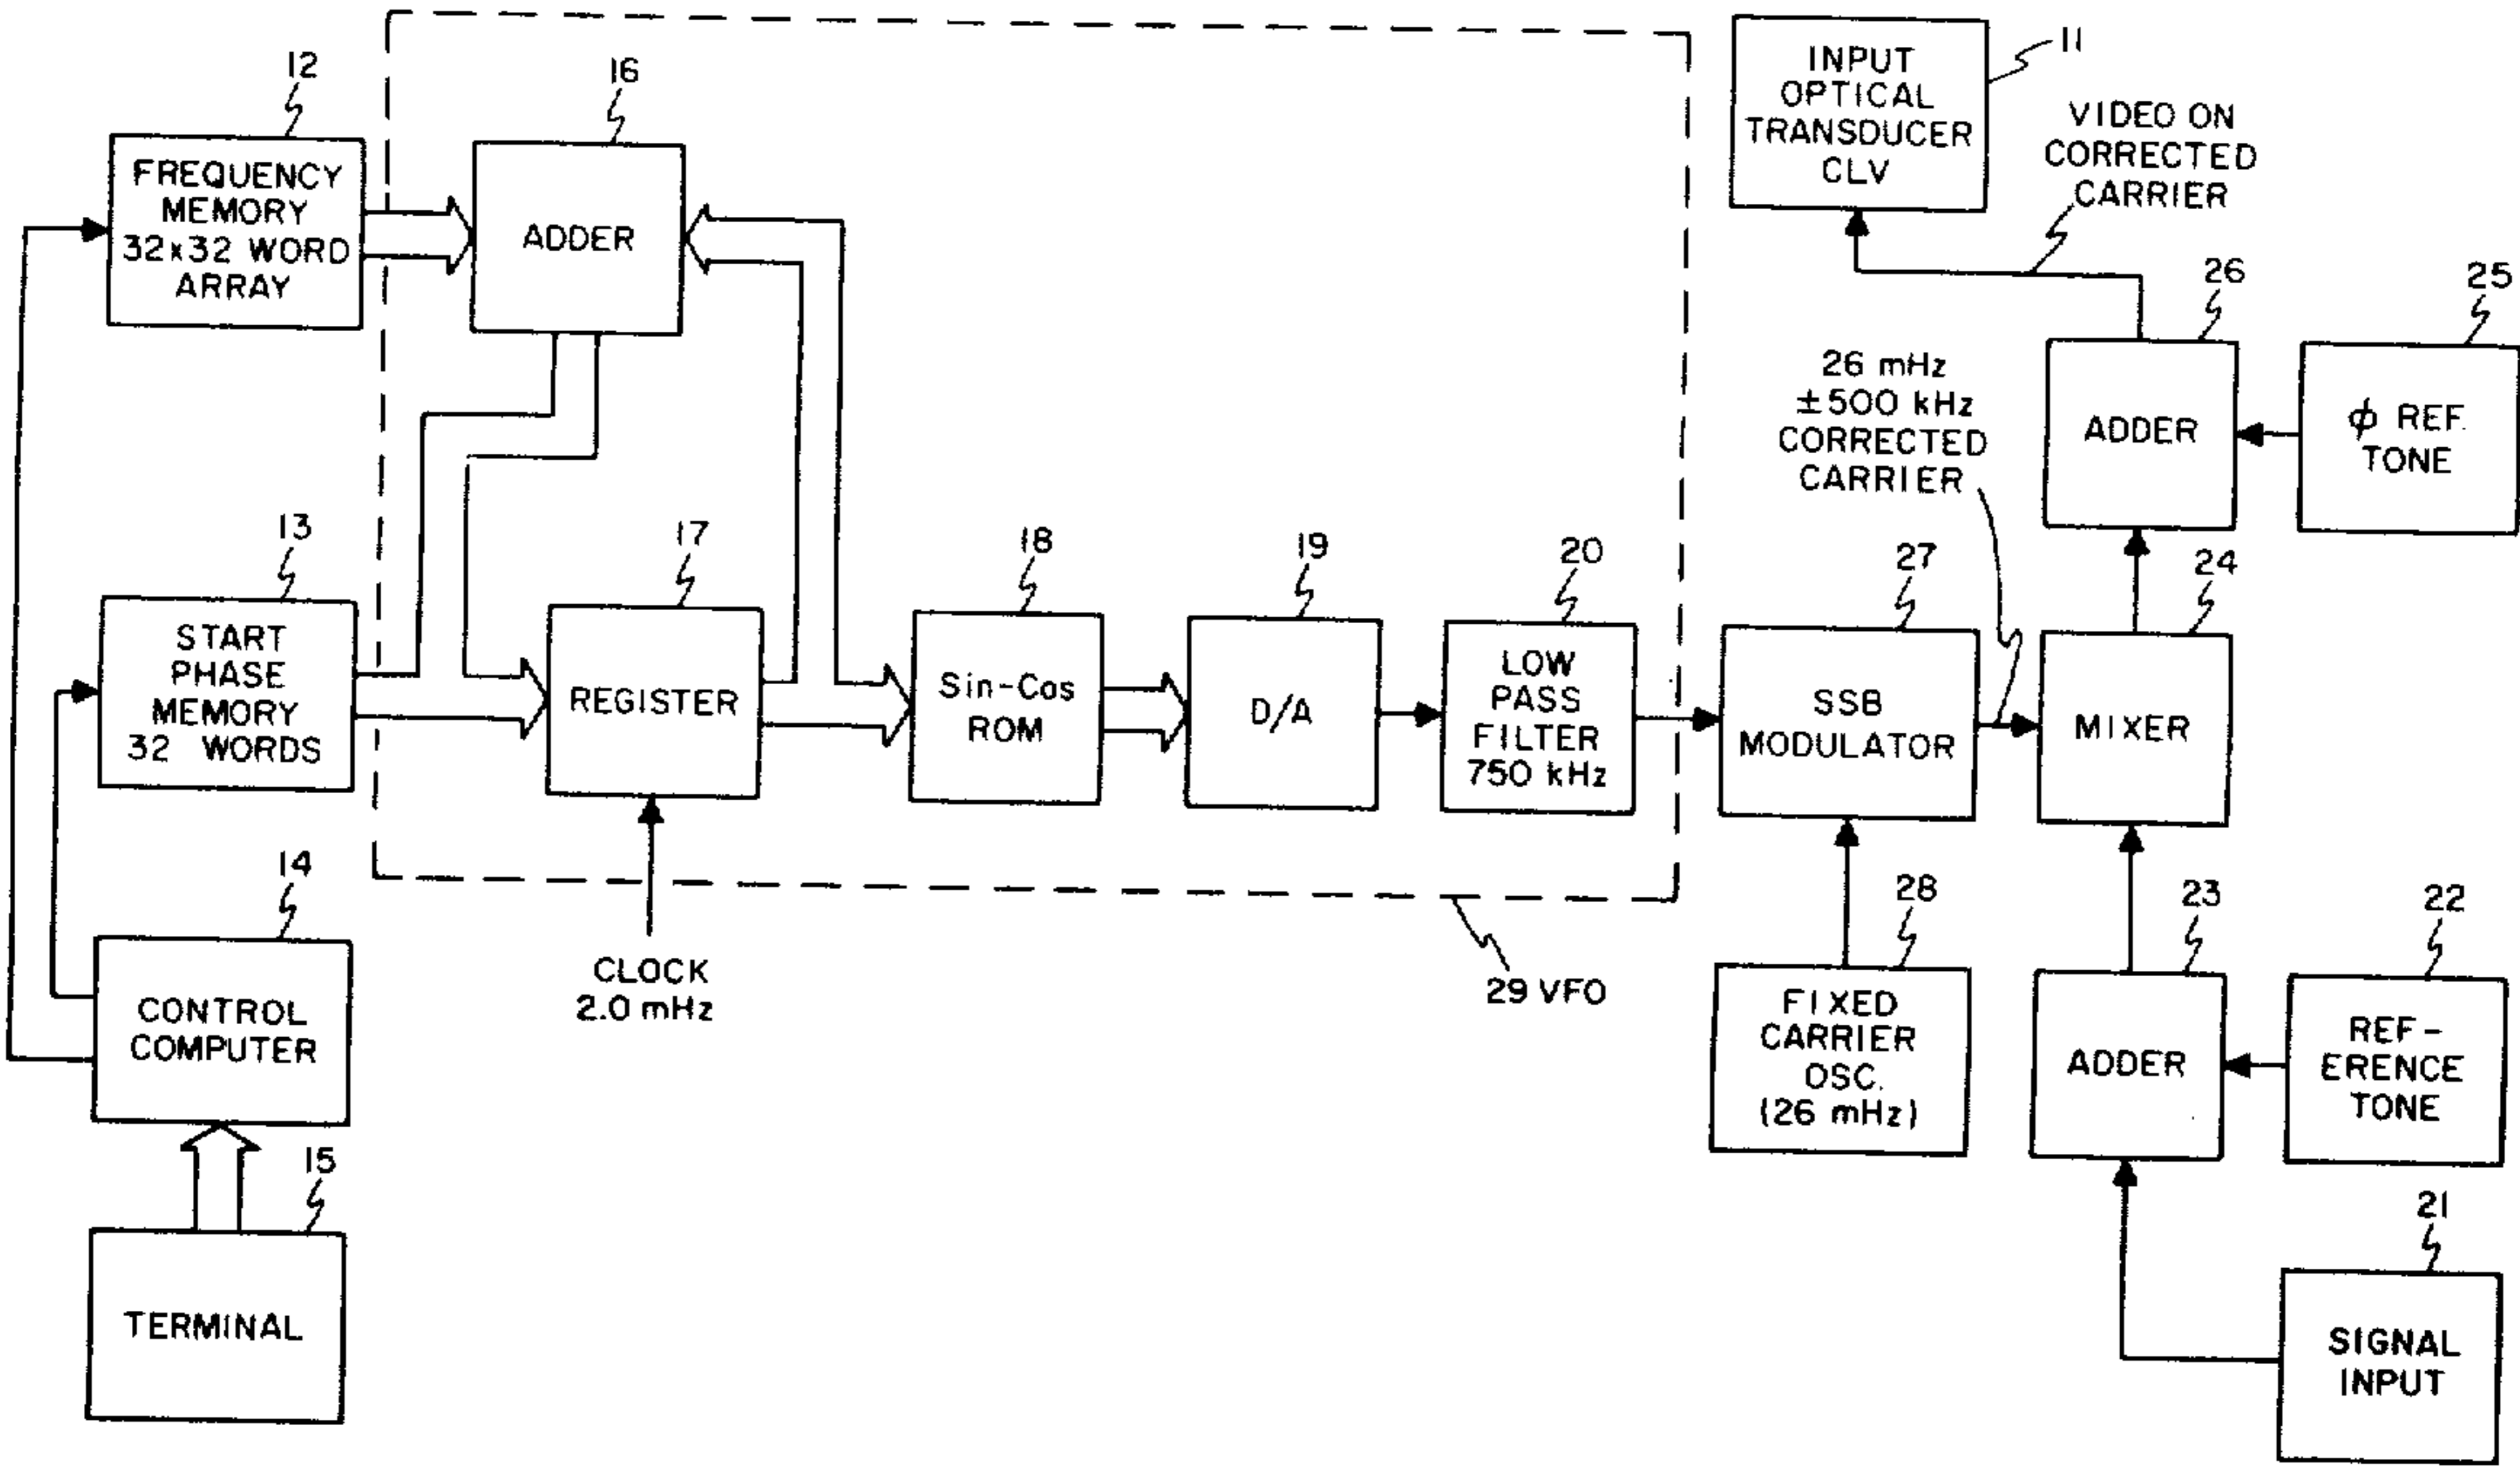 12
FREQUENCY
MEMORY
32x32 WORD
ARRAY
16
ADDER
INPUT
OPTICAL
TRANSDUCER
CLV
11
VIDEO ON
CORRECTED
CARRIER
26
ADDER
25
ϕ REF.
TONE
26 mHz
±500 kHz
CORRECTED
CARRIER
13
START
PHASE
MEMORY
32 WORDS
17
REGISTER
18
Sin-Cos
ROM
19
D/A
20
LOW
PASS
FILTER
750 kHz
27
SSB
MODULATOR
24
MIXER
14
CONTROL
COMPUTER
CLOCK
2.0 mHz
29 VFO
28
FIXED
CARRIER
OSC.
(26 mHz)
23
ADDER
22
REF-
ERENCE
TONE
15
TERMINAL
21
SIGNAL
INPUT